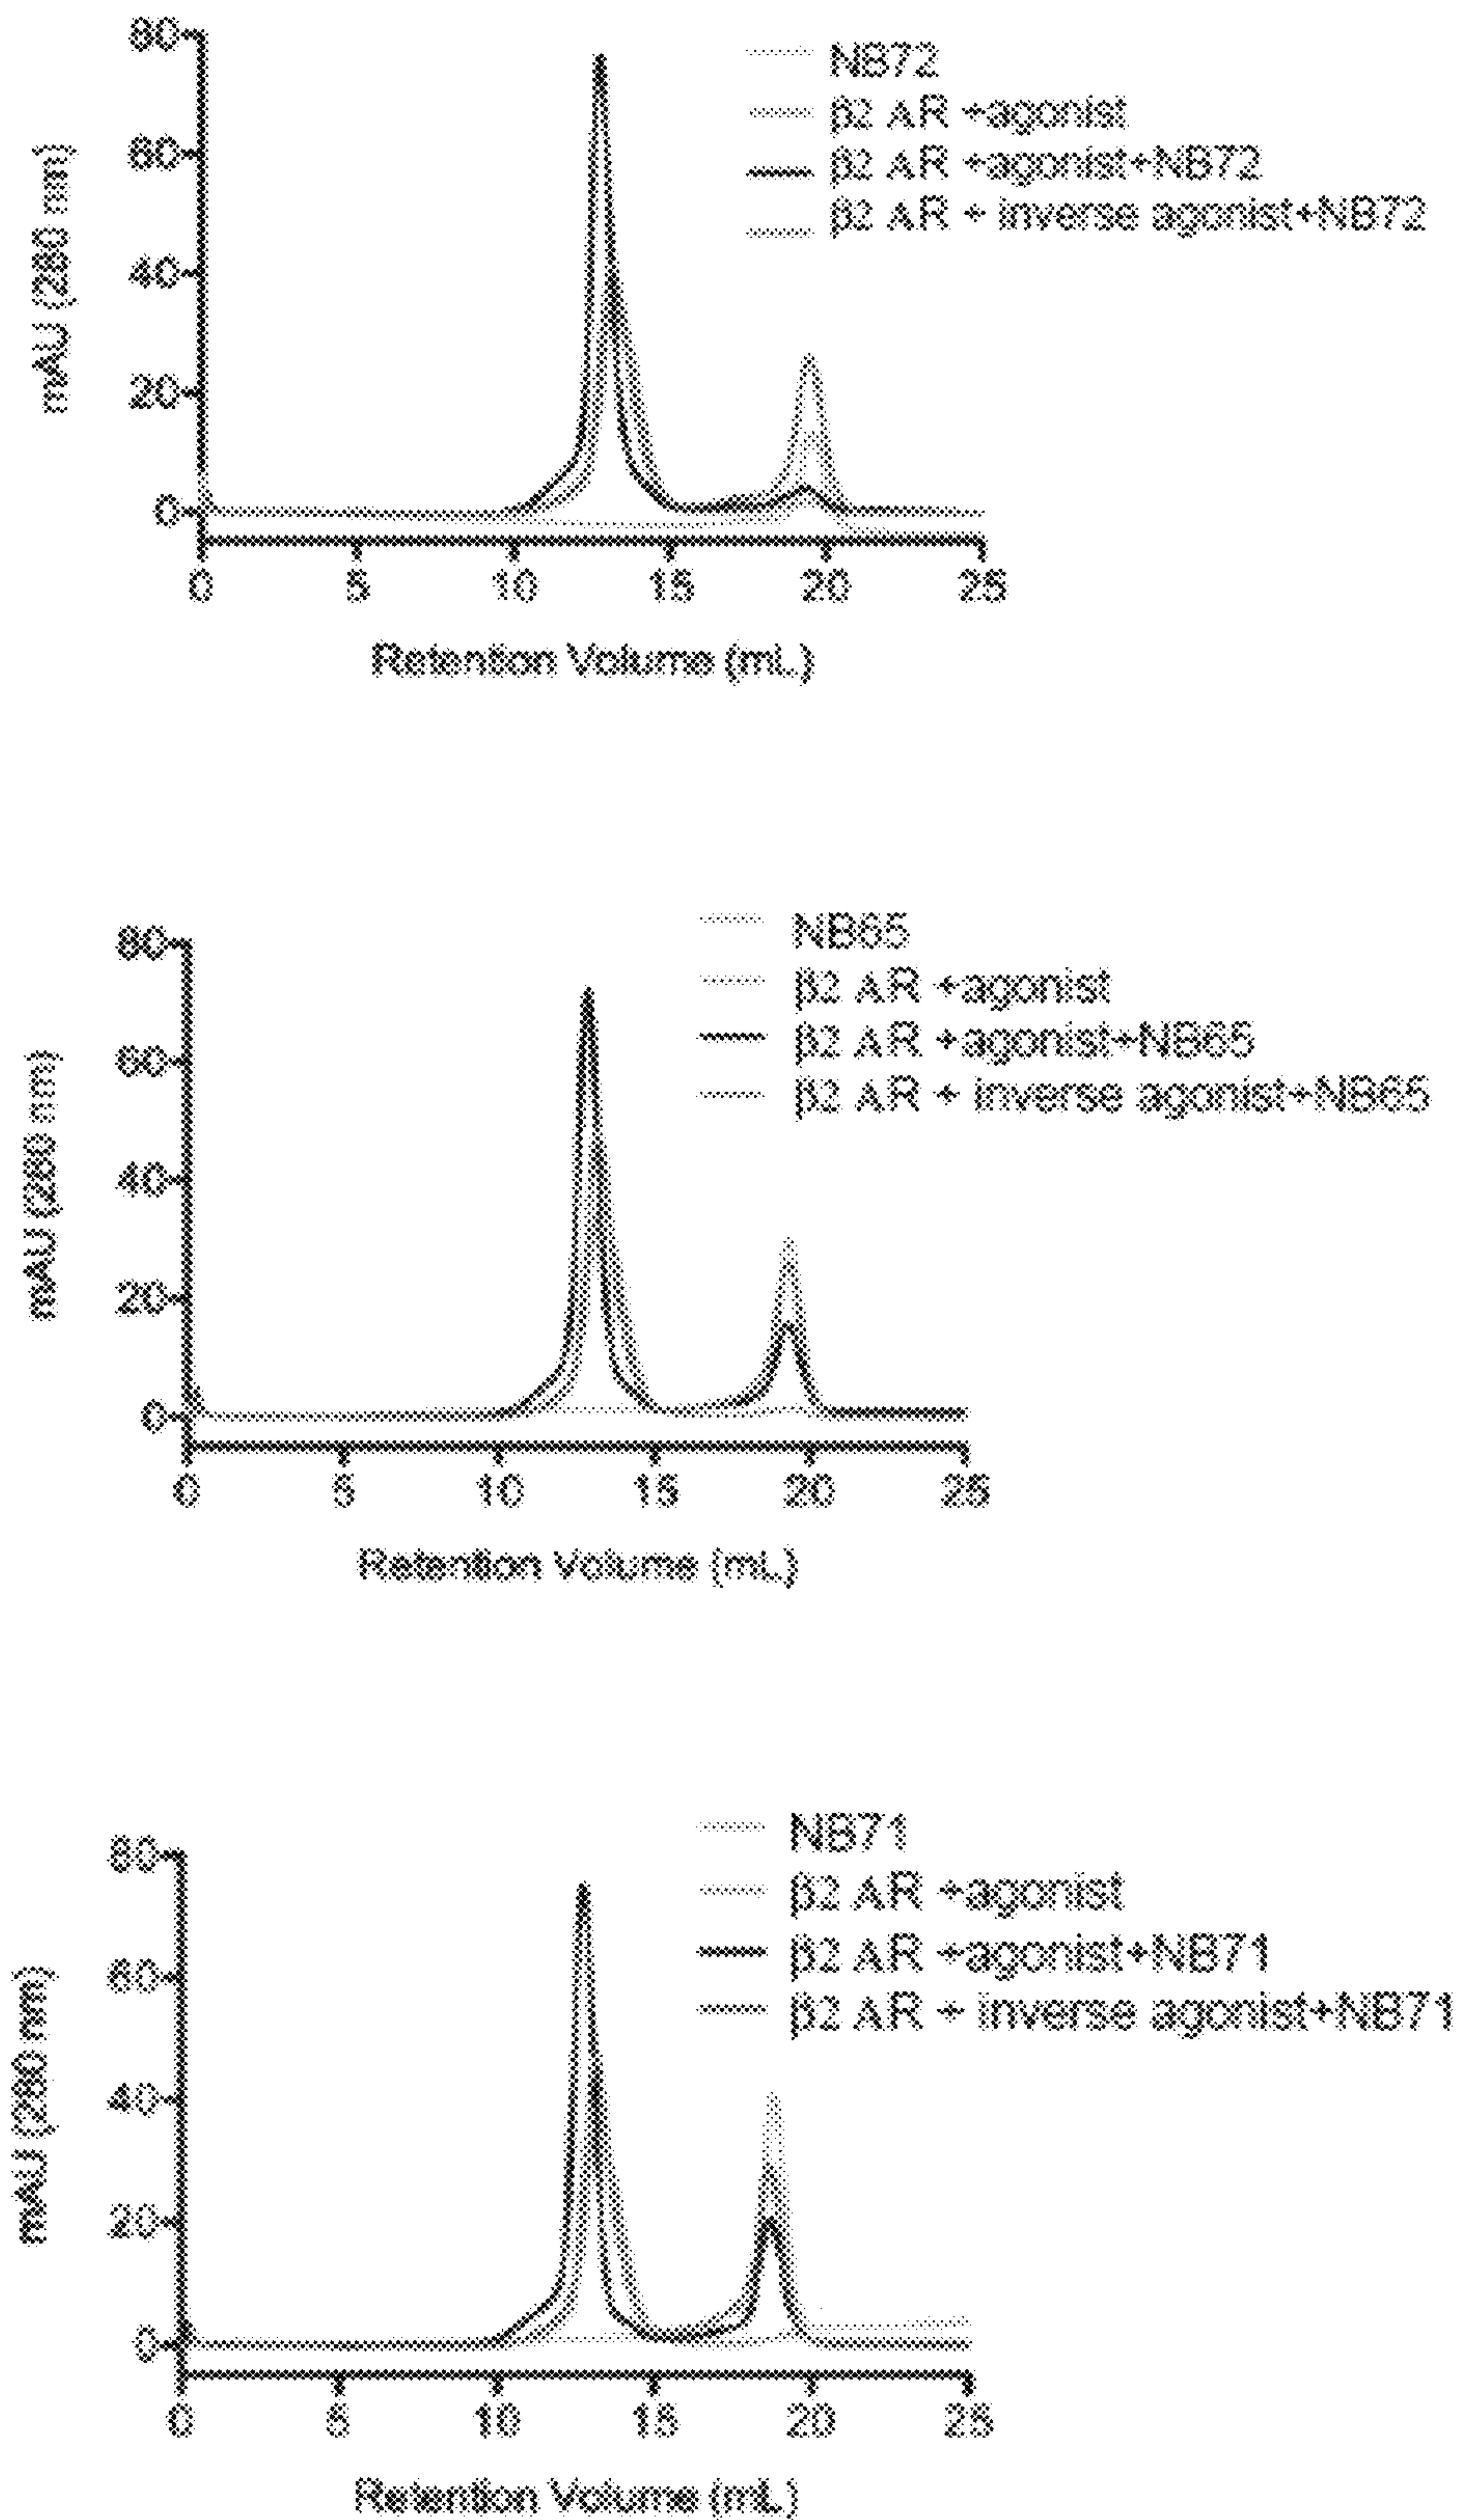 80
60
40
20
0
mAU (280 nm)
NB72
β2 AR +agonist
β2 AR +agonist+NB72
β2 AR + inverse agonist+NB72
0 5 10 15 20 25
Retention Volume (mL)
80
60
40
20
0
mAU (280 nm)
NB65
β2 AR +agonist
β2 AR +agonist+NB65
β2 AR + inverse agonist+NB65
0 5 10 15 20 25
Retention Volume (mL)
80
60
40
20
0
mAU (280 nm)
NB71
β2 AR +agonist
β2 AR +agonist+NB71
β2 AR + inverse agonist+NB71
0 5 10 15 20 25
Retention Volume (mL)